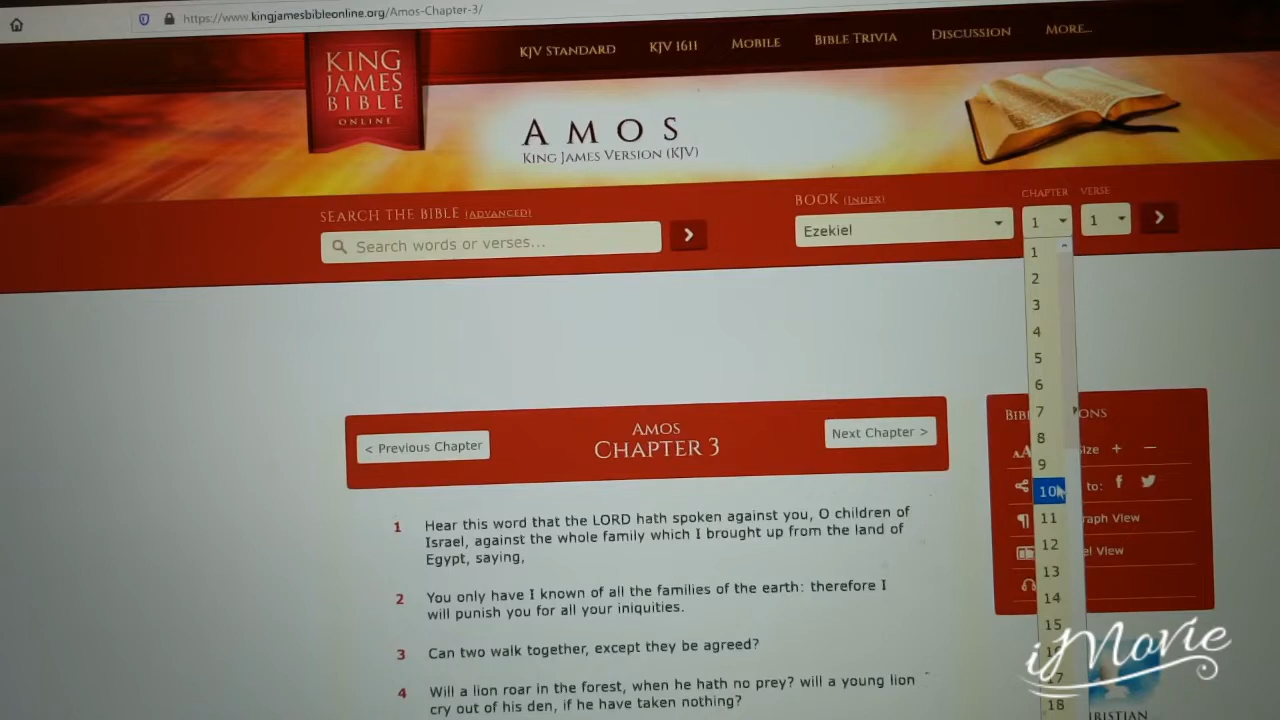 https://www.kingjamesbibleonline.org/Amos-Chapter-3/
KING
JAMES
BIBLE
ONLINE
KJV STANDARD
KJV 1611
MOBILE
BIBLE TRIVIA
DISCUSSION
MORE...
AMOS
KING JAMES VERSION (KJV)
SEARCH THE BIBLE (ADVANCED)
Search words or verses...
BOOK (INDEX)
Ezekiel
CHAPTER
1
VERSE
1
1
2
3
4
5
6
7
8
9
10
11
12
13
14
15
17
18
< Previous Chapter
AMOS
CHAPTER 3
Next Chapter >
1 Hear this word that the LORD hath spoken against you, O children of
Israel, against the whole family which I brought up from the land of
Egypt, saying,
2 You only have I known of all the families of the earth: therefore I
will punish you for all your iniquities.
3 Can two walk together, except they be agreed?
4 Will a lion roar in the forest, when he hath no prey? will a young lion
cry out of his den, if he have taken nothing?
+ −
to:
View
View
iMovie